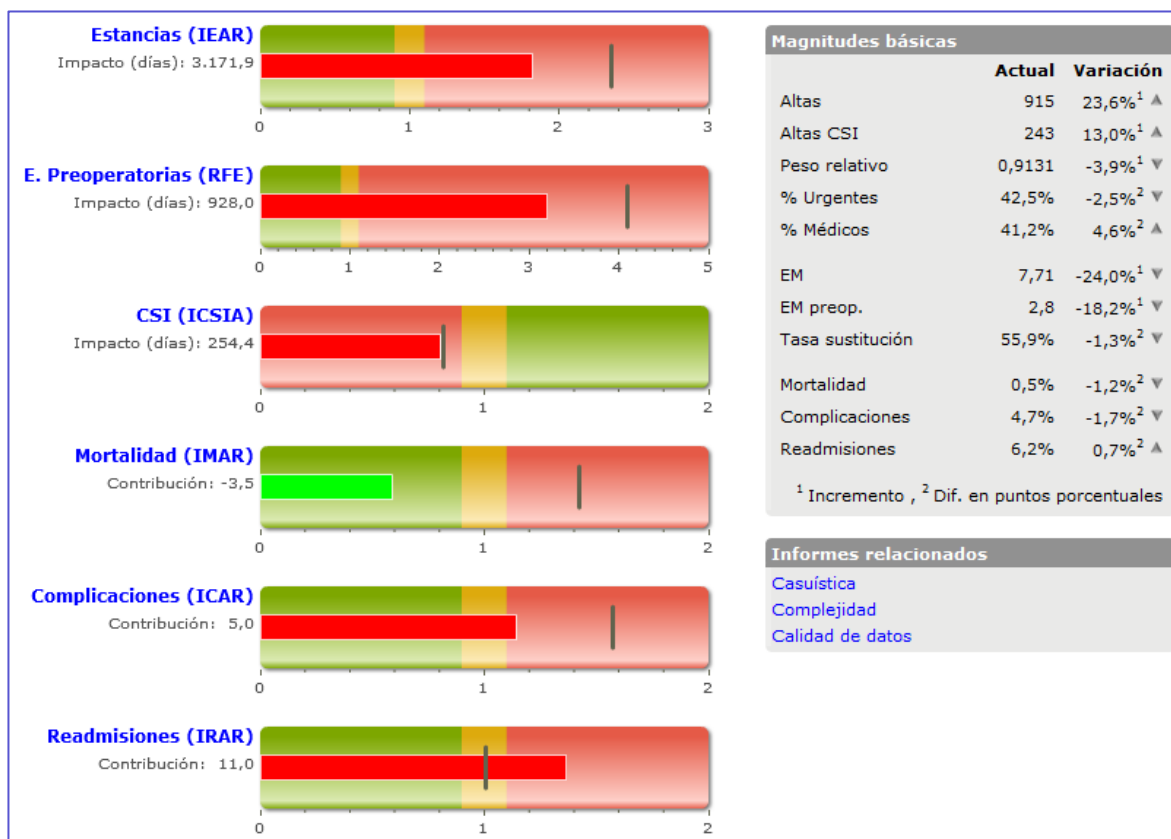 Estancias (IEAR)
Impacto (días): 3.171,9
0 1 2 3
E. Preoperatorias (RFE)
Impacto (días): 928,0
0 1 2 3 4 5
CSI (ICSIA)
Impacto (días): 254,4
0 1 2
Mortalidad (IMAR)
Contribución: -3,5
0 1 2
Complicaciones (ICAR)
Contribución: 5,0
0 1 2
Readmisiones (IRAR)
Contribución: 11,0
0 1 2
Magnitudes básicas
Actual Variación
Altas 915 23,6%¹ ▲
Altas CSI 243 13,0%¹ ▲
Peso relativo 0,9131 -3,9%¹ ▼
% Urgentes 42,5% -2,5%² ▼
% Médicos 41,2% 4,6%² ▲
EM 7,71 -24,0%¹ ▼
EM preop. 2,8 -18,2%¹ ▼
Tasa sustitución 55,9% -1,3%² ▼
Mortalidad 0,5% -1,2%² ▼
Complicaciones 4,7% -1,7%² ▼
Readmisiones 6,2% 0,7%² ▲
¹ Incremento , ² Dif. en puntos porcentuales
Informes relacionados
Casuística
Complejidad
Calidad de datos